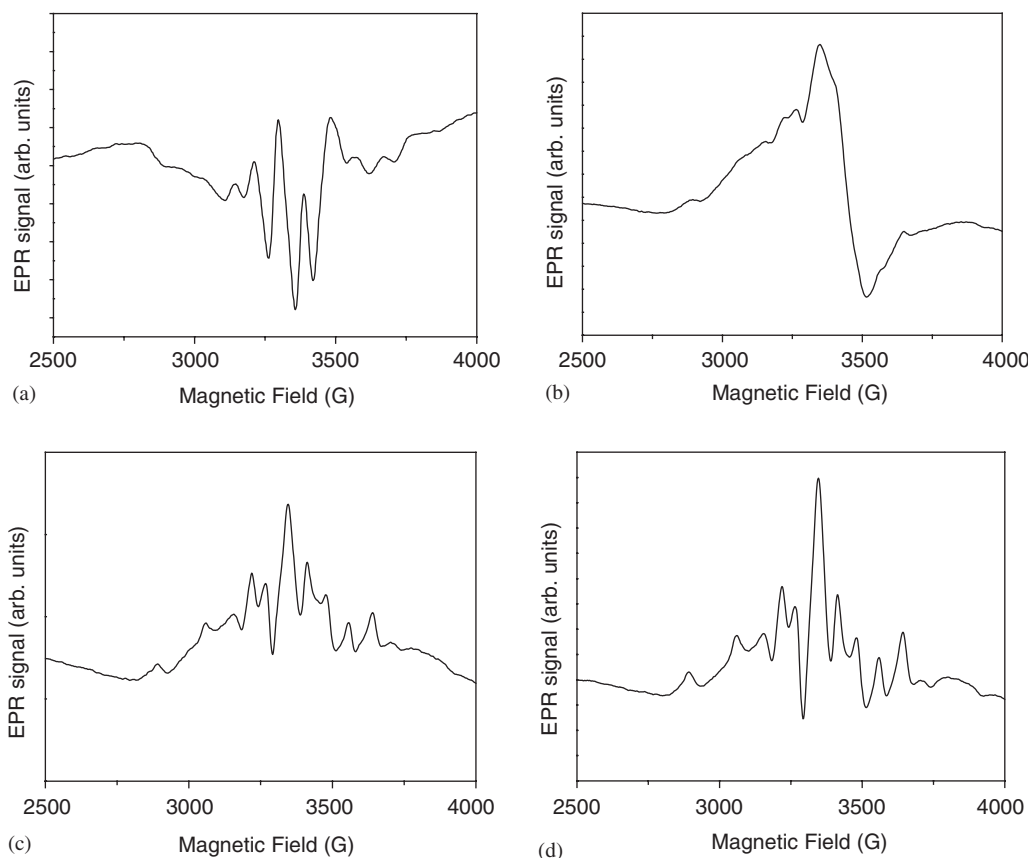 EPR signal (arb. units)
2500 3000 3500 4000
Magnetic Field (G)
(a)
EPR signal (arb. units)
2500 3000 3500 4000
Magnetic Field (G)
(b)
EPR signal (arb. units)
2500 3000 3500 4000
Magnetic Field (G)
(c)
EPR signal (arb. units)
2500 3000 3500 4000
Magnetic Field (G)
(d)